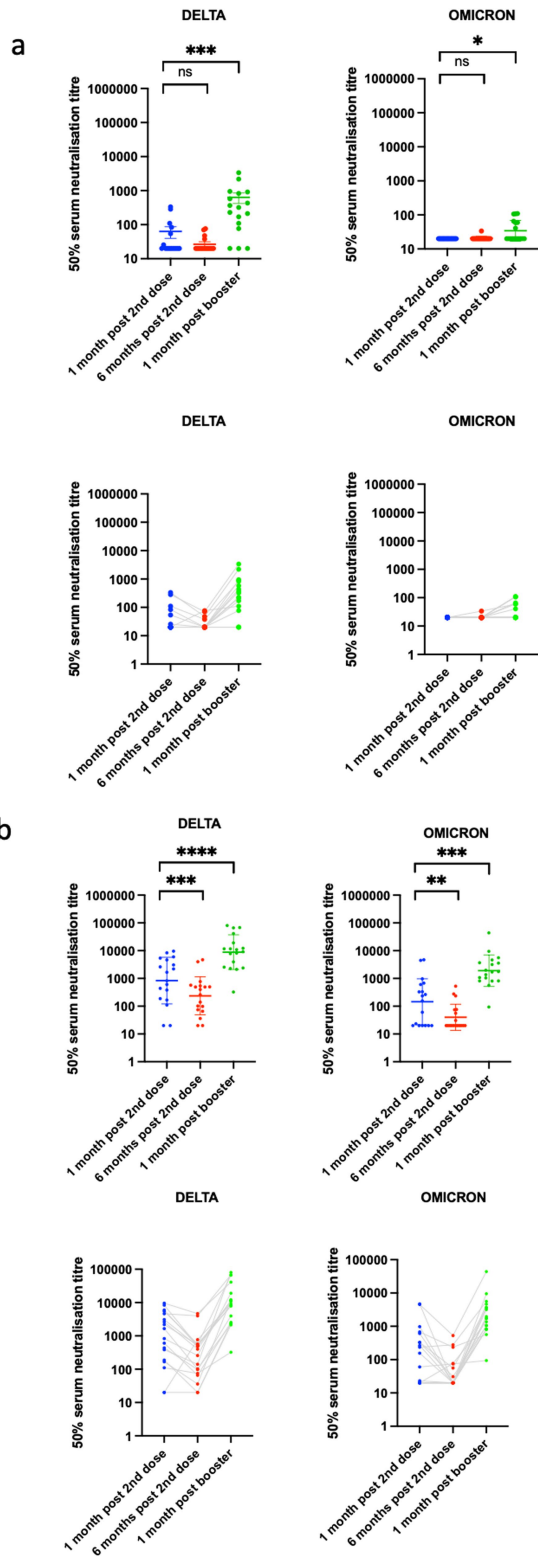 a
DELTA
***
ns
50% serum neutralisation titre
1000000
100000
10000
1000
100
10
1 month post 2nd dose
6 months post 2nd dose
1 month post booster
OMICRON
*
ns
50% serum neutralisation titre
1000000
100000
10000
1000
100
10
1 month post 2nd dose
6 months post 2nd dose
1 month post booster
DELTA
50% serum neutralisation titre
1000000
100000
10000
1000
100
10
1
1 month post 2nd dose
6 months post 2nd dose
1 month post booster
OMICRON
50% serum neutralisation titre
1000000
100000
10000
1000
100
10
1
1 month post 2nd dose
6 months post 2nd dose
1 month post booster
b
DELTA
****
***
50% serum neutralisation titre
1000000
100000
10000
1000
100
10
1
1 month post 2nd dose
6 months post 2nd dose
1 month post booster
OMICRON
***
**
50% serum neutralisation titre
1000000
100000
10000
1000
100
10
1
1 month post 2nd dose
6 months post 2nd dose
1 month post booster
DELTA
50% serum neutralisation titre
1000000
100000
10000
1000
100
10
1
1 month post 2nd dose
6 months post 2nd dose
1 month post booster
OMICRON
50% serum neutralisation titre
1000000
100000
10000
1000
100
10
1
1 month post 2nd dose
6 months post 2nd dose
1 month post booster